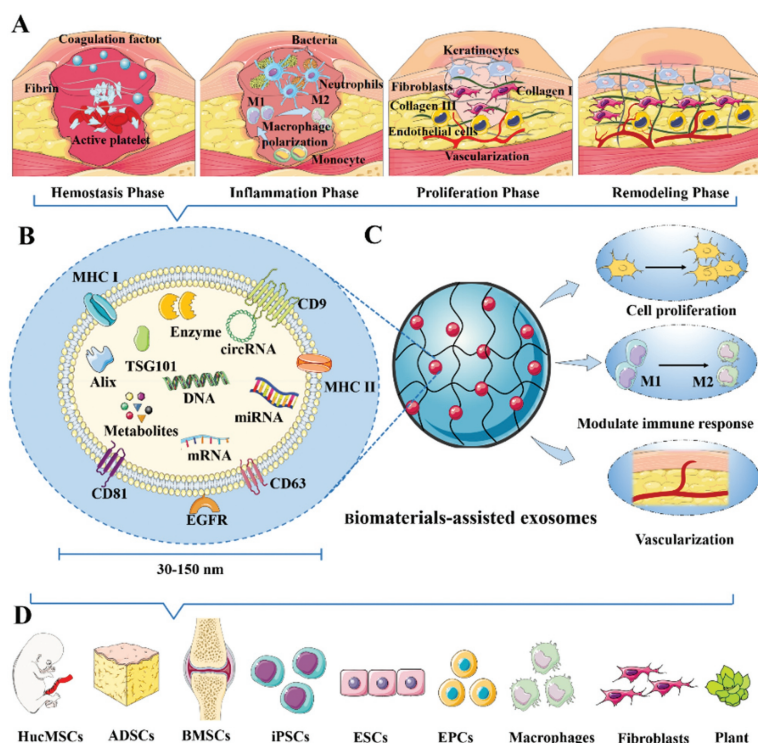 A
Coagulation factor
Fibrin
Active platelet
Bacteria
Neutrophils
M1
M2
Macrophage
polarization
Monocyte
Keratinocytes
Fibroblasts
Collagen I
Collagen III
Endothelial cells
Vascularization
Hemostasis Phase
Inflammation Phase
Proliferation Phase
Remodeling Phase
B
MHC I
CD9
Enzyme
circRNA
TSG101
Alix
MHC II
DNA
miRNA
Metabolites
mRNA
CD81
CD63
EGFR
30-150 nm
C
Biomaterials-assisted exosomes
Cell proliferation
M1
M2
Modulate immune response
Vascularization
D
HucMSCs
ADSCs
BMSCs
iPSCs
ESCs
EPCs
Macrophages
Fibroblasts
Plant